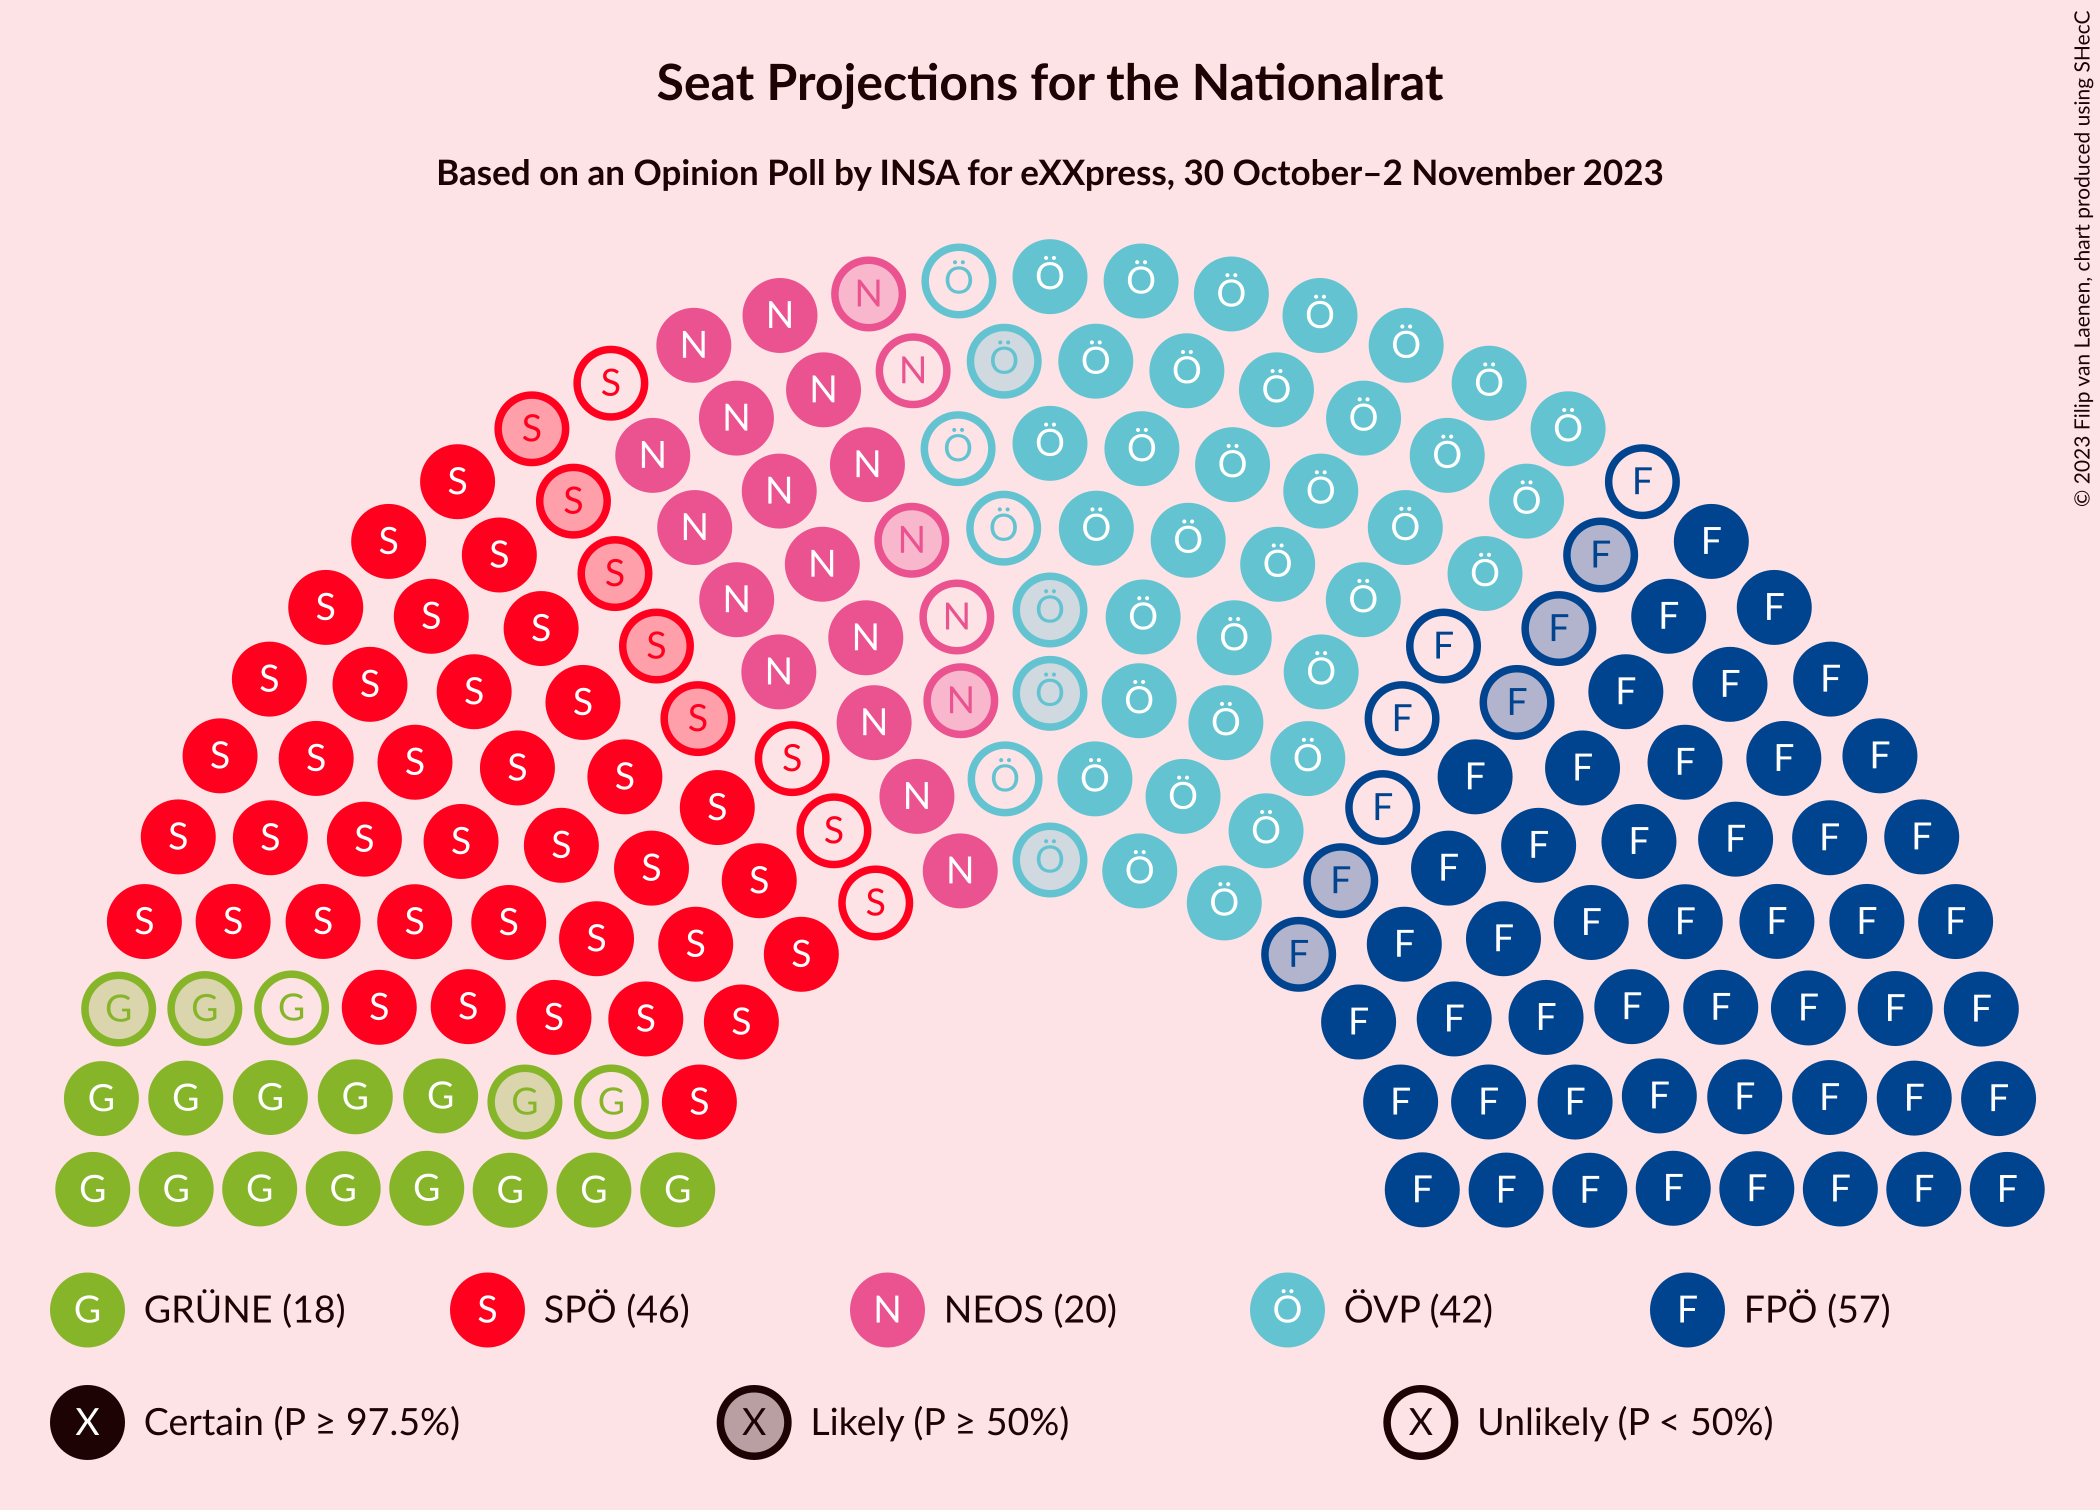 Seat Projections for the Nationalrat
Based on an Opinion Poll by INSA for eXXpress, 30 October–2 November 2023
© 2023 Filip van Laenen, chart produced using SHecC
N N N Ö Ö Ö Ö Ö Ö
S N N Ö Ö Ö Ö Ö
S N N N Ö Ö Ö Ö Ö Ö Ö
S S N N Ö Ö Ö F
S S S N N Ö Ö Ö Ö Ö F F
S S S S N N N Ö Ö Ö Ö F F F F
S S S S S N N N Ö Ö Ö Ö F F F F F
S S S S S S S N Ö Ö Ö Ö F F F F F F
S S S S S S S S S N Ö Ö Ö Ö F F F F F F F
S S S S S S S S F F F F F F F F
G G G S S S S S F F F F F F F F
G G G G G G G S F F F F F F F F
G G G G G G G G F F F F F F F F
G GRÜNE (18) S SPÖ (46) N NEOS (20) Ö ÖVP (42) F FPÖ (57)
X Certain (P ≥ 97.5%) X Likely (P ≥ 50%) X Unlikely (P < 50%)